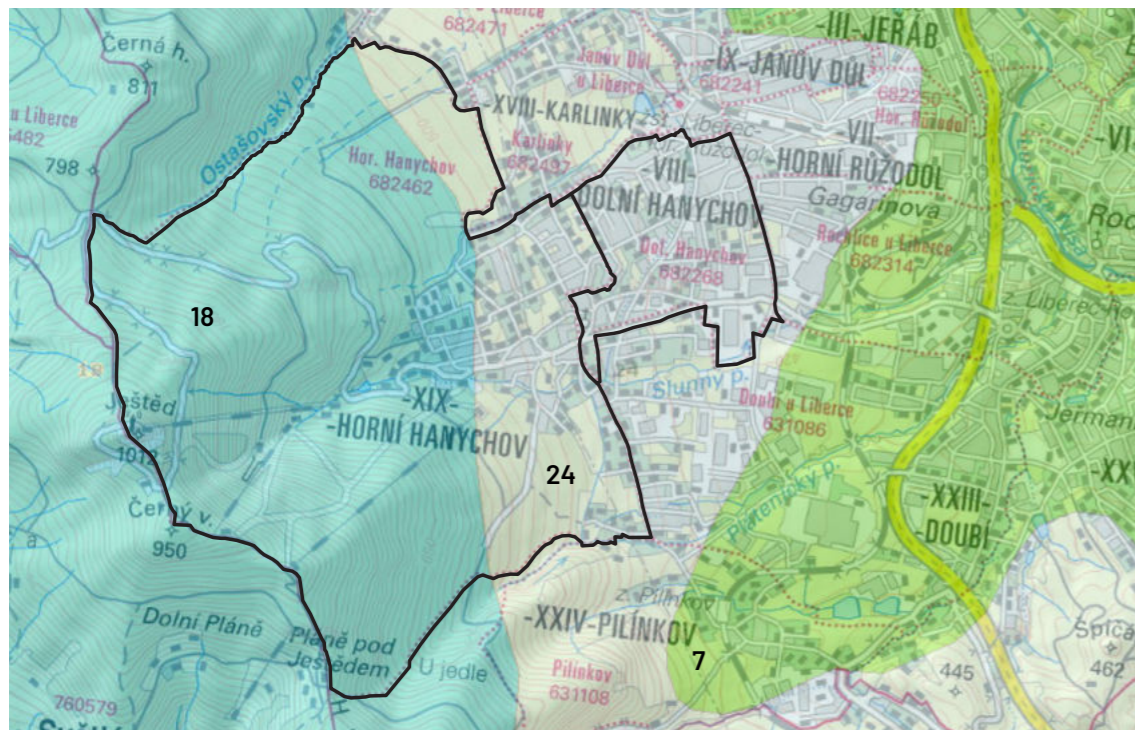 682471
-III-JEŘÁB
Černá h.
811
Ostašovský p.
Janův Důl
u Liberce
-IX-JANŮV DŮL
682241
682250
Hor. Růžodol
-XVIII-KARLINKY
Karlinky
682497
-VII-
-HORNÍ RŮŽODOL
u Liberce
798
Hor. Hanychov
682462
-VIII-
DOLNÍ HANYCHOV
Gagarinova
Dol. Hanychov
682268
Rochlice u Liberce
682314
18
Slunný p.
Doubí u Liberce
631086
Ještěd
1012
-XIX-
-HORNÍ HANYCHOV
24
Plátenický p.
-XXIII-
-DOUBÍ
Černý v.
950
z. Pilínkov
Dolní Pláně
Pláně pod
Ještědem
U jedle
-XXIV-PILÍNKOV
7
Pilínkov
631108
445
462
760579